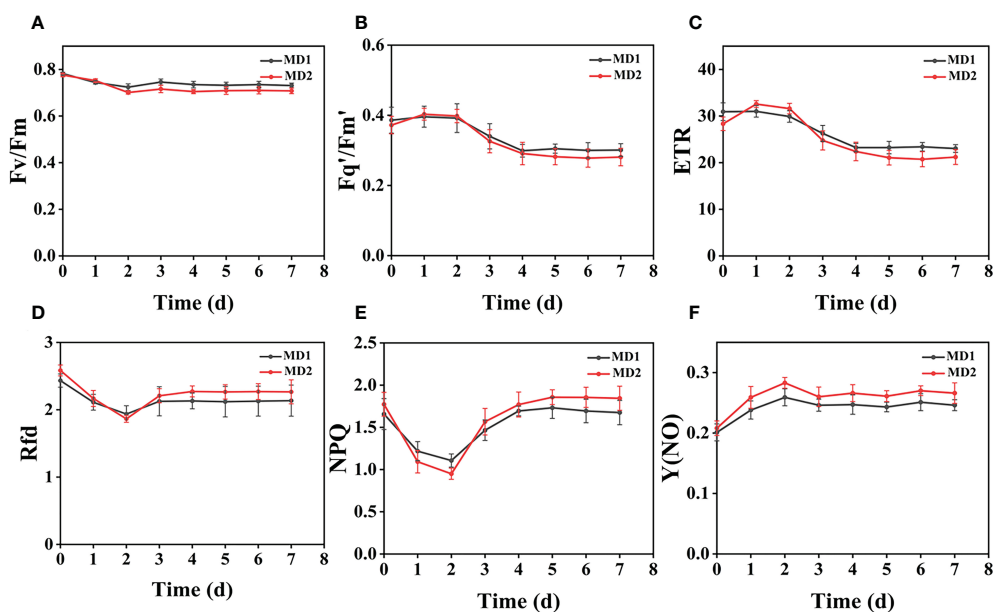 A
Fv/Fm
0.8
0.6
0.4
0.2
0.0
MD1
MD2
0 1 2 3 4 5 6 7 8
Time (d)
B
Fq'/Fm'
0.6
0.4
0.2
0.0
MD1
MD2
0 1 2 3 4 5 6 7 8
Time (d)
C
ETR
40
30
20
10
0
MD1
MD2
0 1 2 3 4 5 6 7 8
Time (d)
D
Rfd
3
2
1
0
MD1
MD2
0 1 2 3 4 5 6 7 8
Time (d)
E
NPQ
2.5
2.0
1.5
1.0
0.5
0.0
MD1
MD2
0 1 2 3 4 5 6 7 8
Time (d)
F
Y(NO)
0.3
0.2
0.1
0.0
MD1
MD2
0 1 2 3 4 5 6 7 8
Time (d)